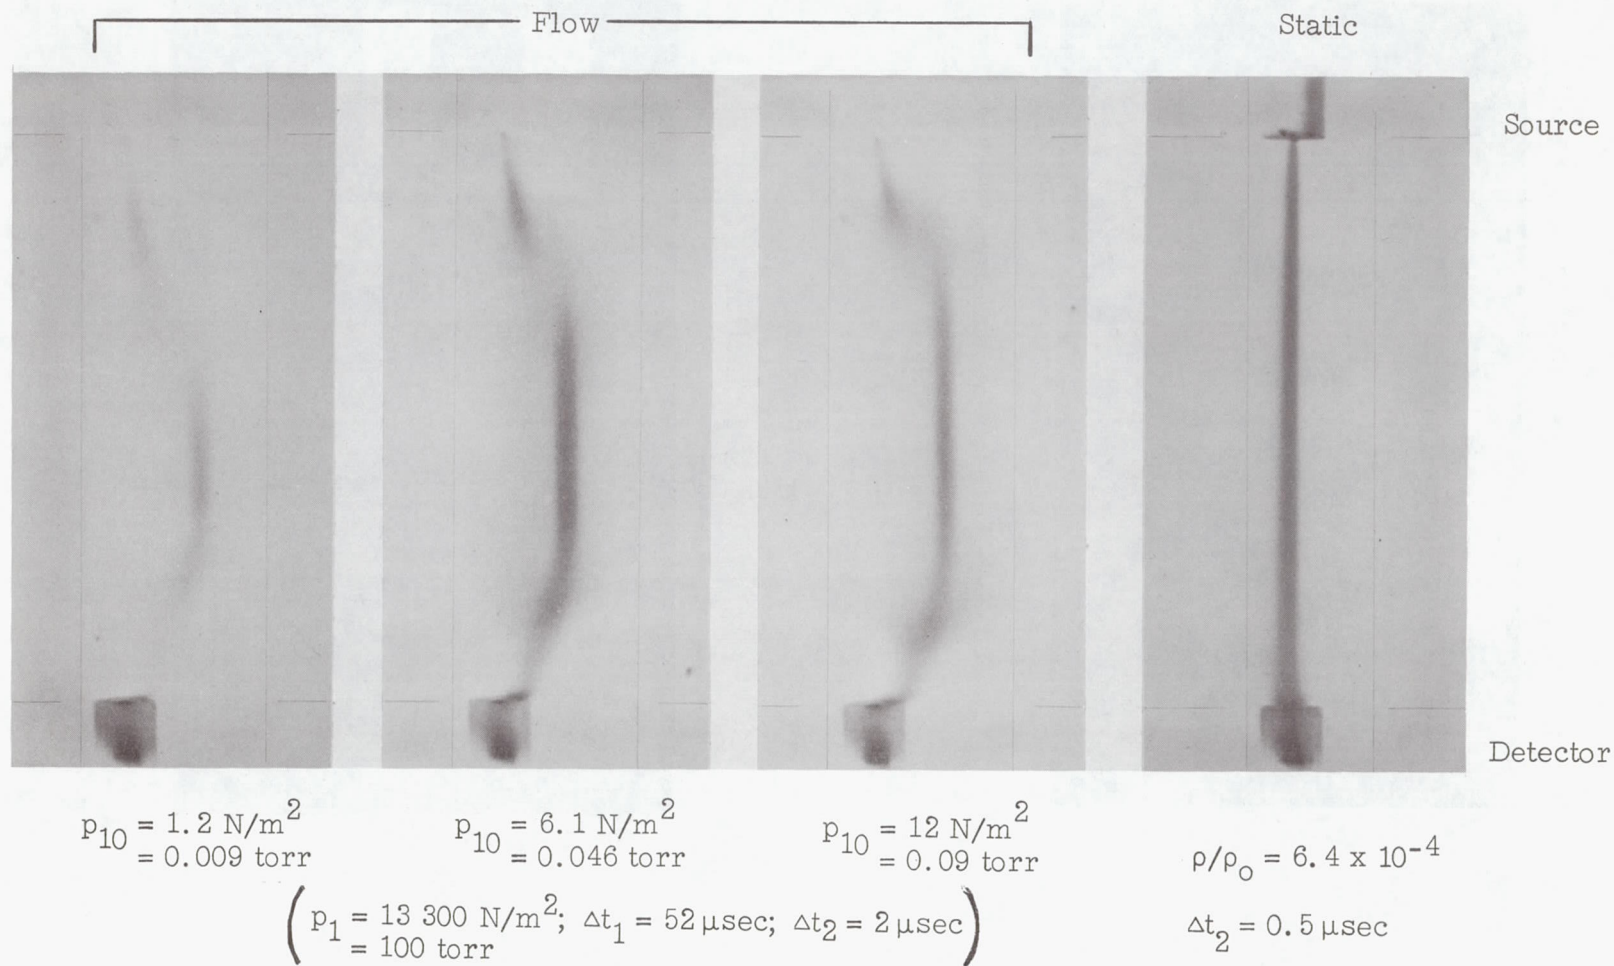 Flow
Static
Source
Detector
p₁₀ = 1.2 N/m²
= 0.009 torr
p₁₀ = 6.1 N/m²
= 0.046 torr
p₁₀ = 12 N/m²
= 0.09 torr
ρ/ρₒ = 6.4 x 10⁻⁴
(p₁ = 13 300 N/m²; Δt₁ = 52 μsec; Δt₂ = 2 μsec)
= 100 torr
Δt₂ = 0.5 μsec